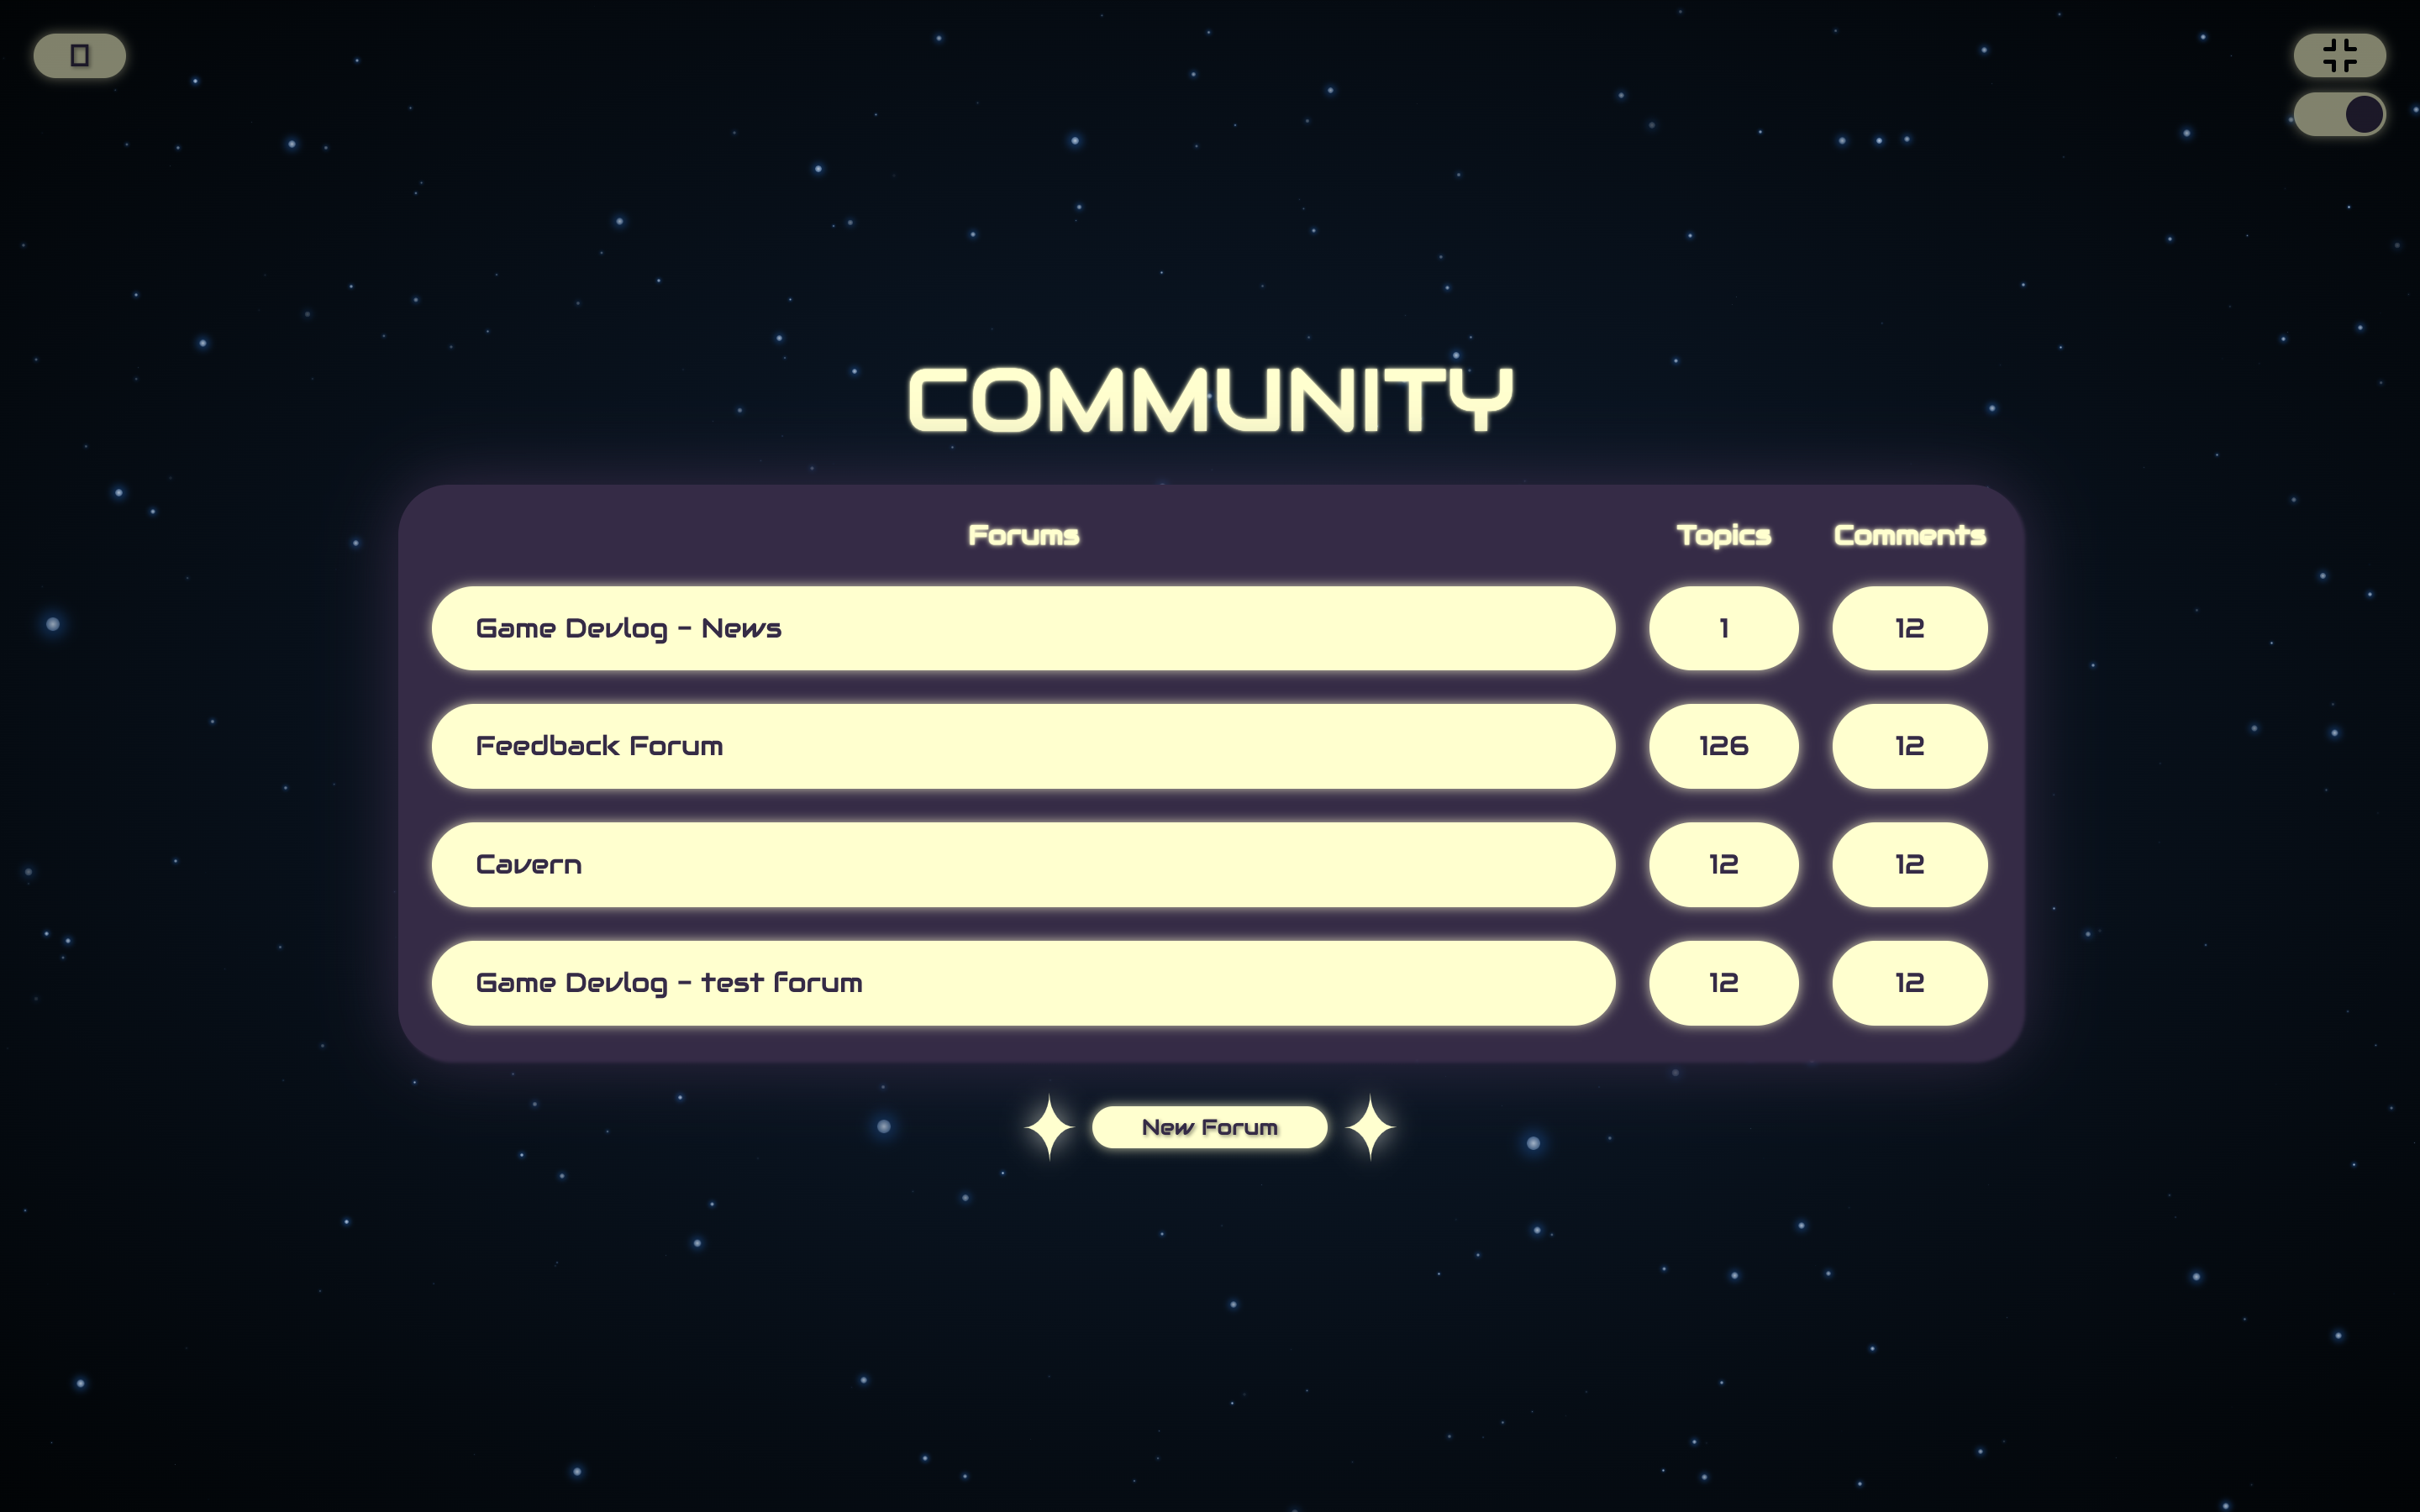 COMMUNITY
Forums Topics Comments
Game Devlog - News 1 12
Feedback Forum 126 12
Cavern 12 12
Game Devlog - test forum 12 12
New Forum